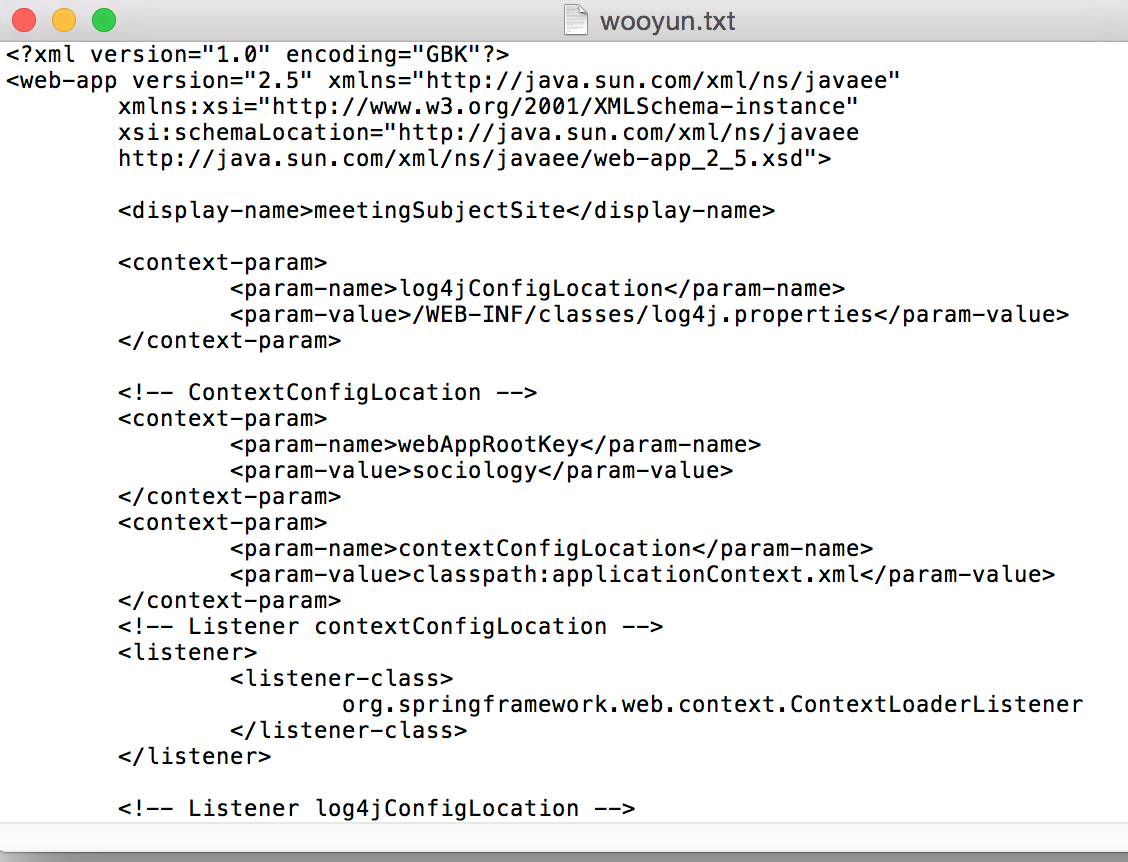 wooyun.txt
<?xml version="1.0" encoding="GBK"?>
<web-app version="2.5" xmlns="http://java.sun.com/xml/ns/javaee"
xmlns:xsi="http://www.w3.org/2001/XMLSchema-instance"
xsi:schemaLocation="http://java.sun.com/xml/ns/javaee
http://java.sun.com/xml/ns/javaee/web-app_2_5.xsd">
<display-name>meetingSubjectSite</display-name>
<context-param>
<param-name>log4jConfigLocation</param-name>
<param-value>/WEB-INF/classes/log4j.properties</param-value>
</context-param>
<!-- ContextConfigLocation -->
<context-param>
<param-name>webAppRootKey</param-name>
<param-value>sociology</param-value>
</context-param>
<context-param>
<param-name>contextConfigLocation</param-name>
<param-value>classpath:applicationContext.xml</param-value>
</context-param>
<!-- Listener contextConfigLocation -->
<listener>
<listener-class>
org.springframework.web.context.ContextLoaderListener
</listener-class>
</listener>
<!-- Listener log4jConfigLocation -->